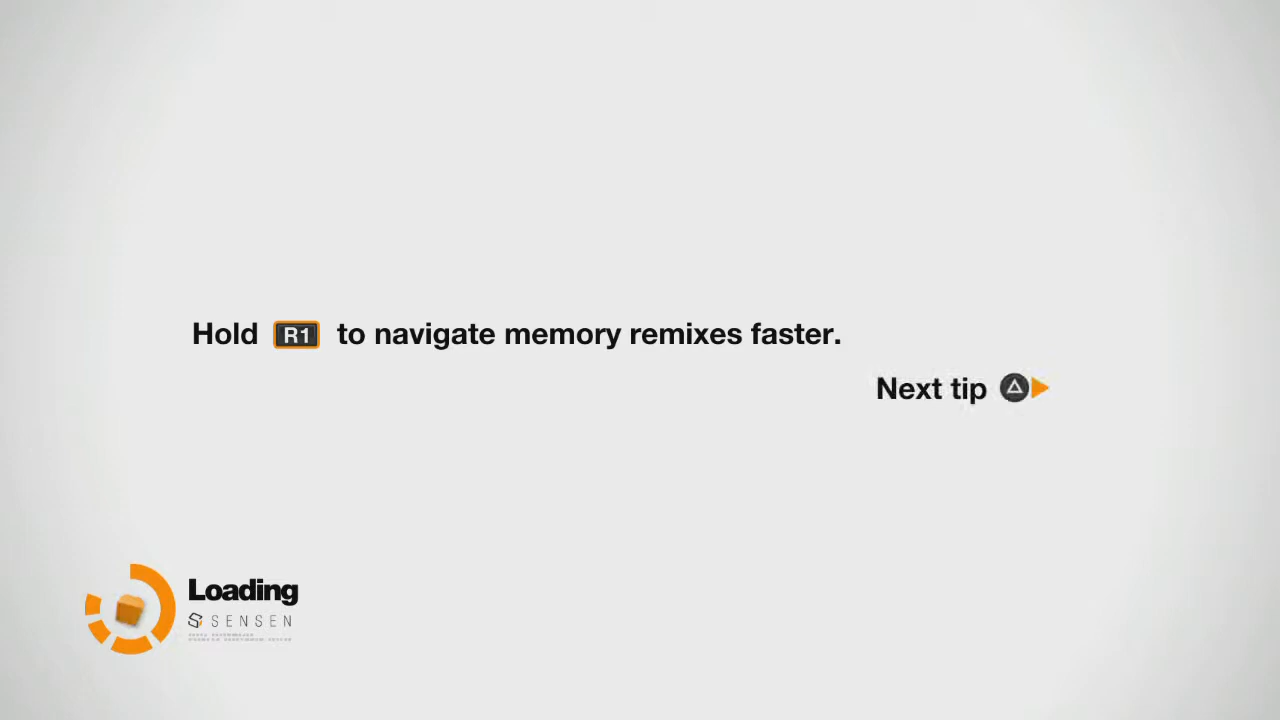 Hold R1 to navigate memory remixes faster.
Next tip
Loading
SENSEN